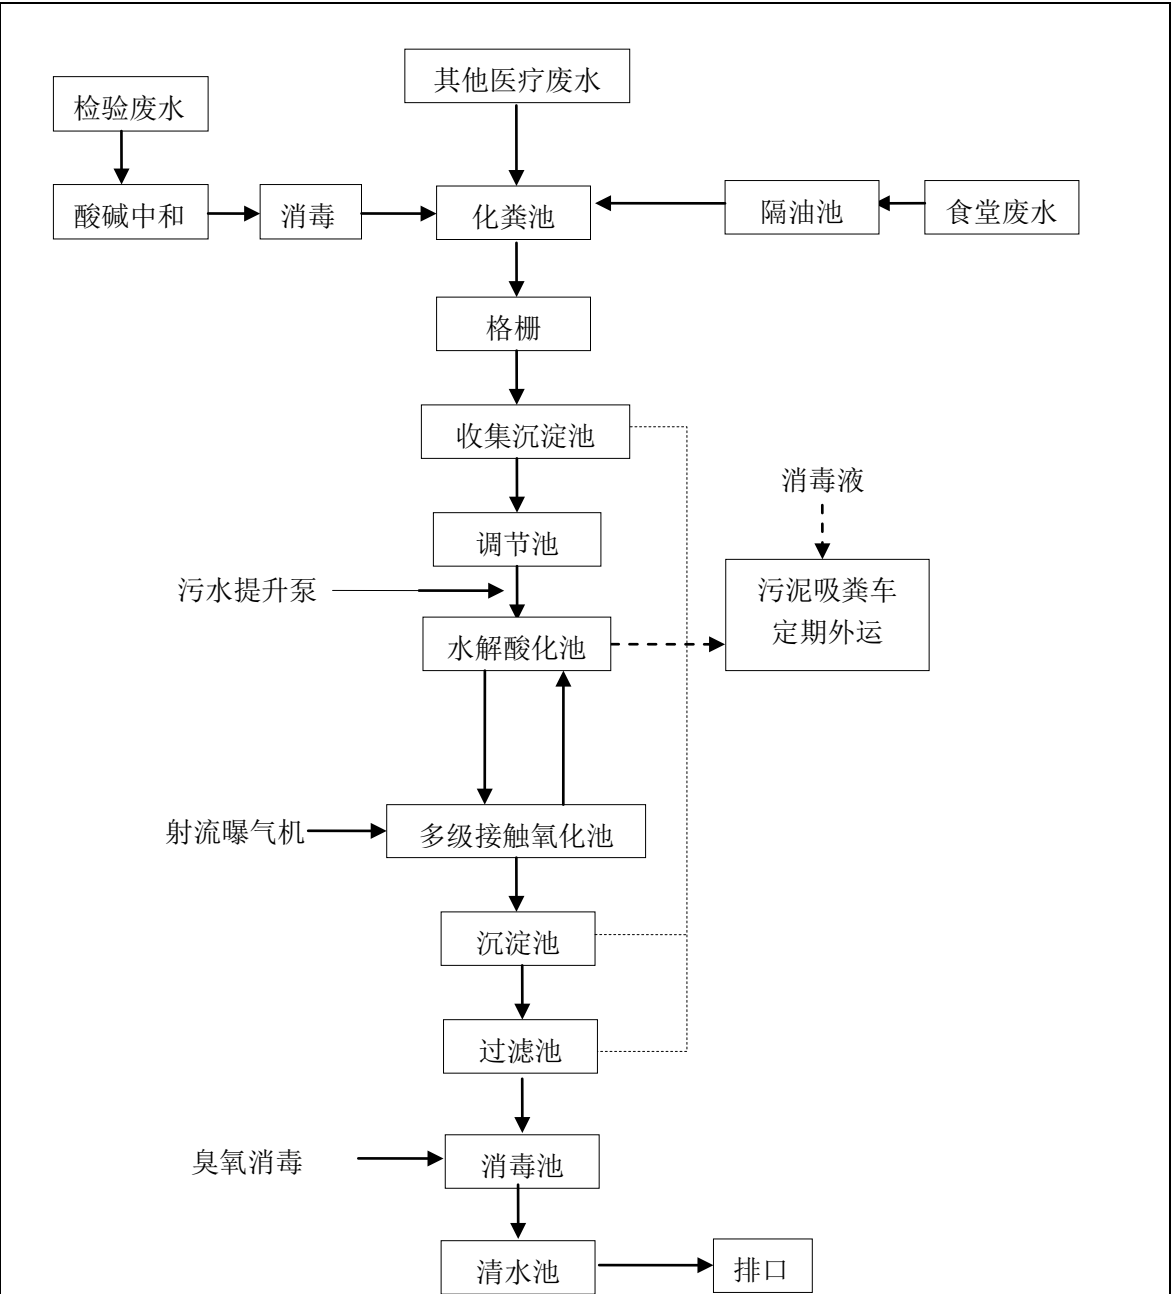 其他医疗废水
检验废水
酸碱中和
消毒
化粪池
隔油池
食堂废水
格栅
收集沉淀池
消毒液
调节池
污水提升泵
污泥吸粪车
定期外运
水解酸化池
射流曝气机
多级接触氧化池
沉淀池
过滤池
臭氧消毒
消毒池
清水池
排口